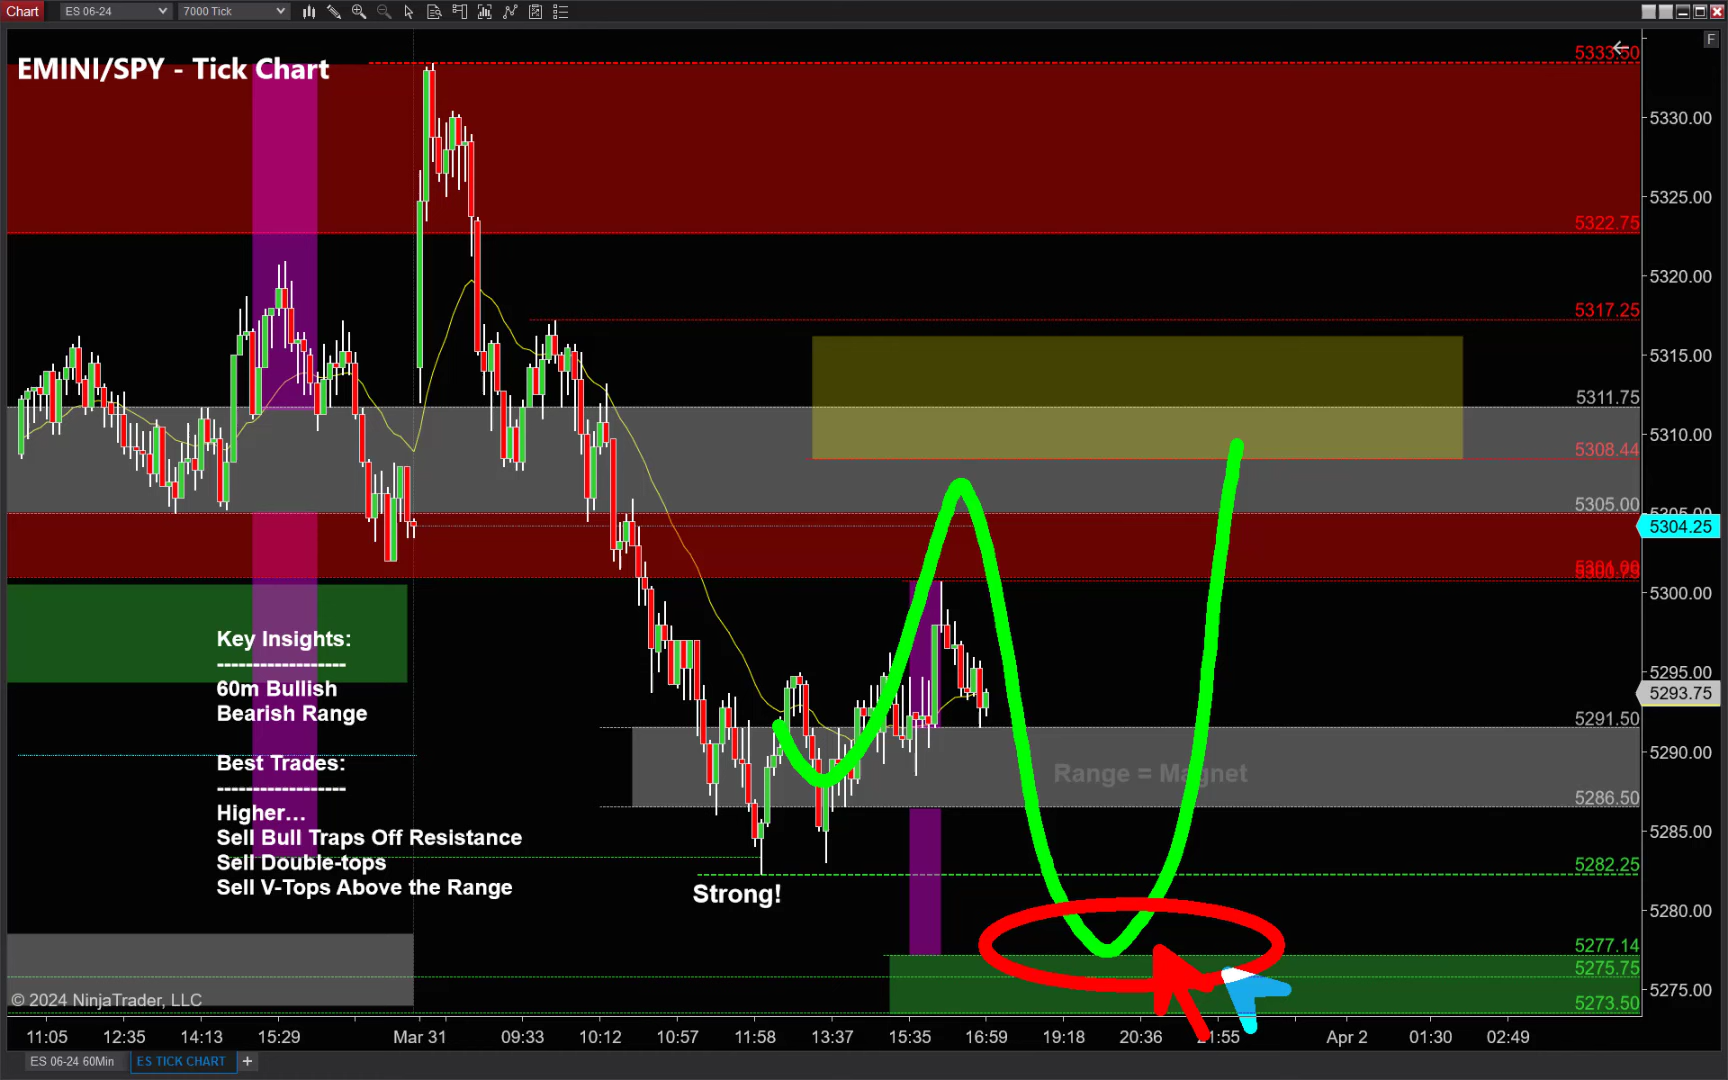 Chart
ES 06-24
7000 Tick
F
EMINI/SPY - Tick Chart
5333.50
5330.00
5325.00
5322.75
5320.00
5317.25
5315.00
5311.75
5310.00
5308.44
5305.00
5304.25
5300.75
5300.00
Key Insights:
------------------
60m Bullish
Bearish Range
5295.00
5293.75
5291.50
Best Trades:
------------------
5290.00
Range = Magnet
5286.50
Higher...
Sell Bull Traps Off Resistance
Sell Double-tops
Sell V-Tops Above the Range
5285.00
5282.25
Strong!
5280.00
5277.14
5275.75
5275.00
5273.50
© 2024 NinjaTrader, LLC
11:05 12:35 14:13 15:29 Mar 31 09:33 10:12 10:57 11:58 13:37 15:35 16:59 19:18 20:36 21:55 Apr 2 01:30 02:49
ES 06-24 60Min ES TICK CHART +